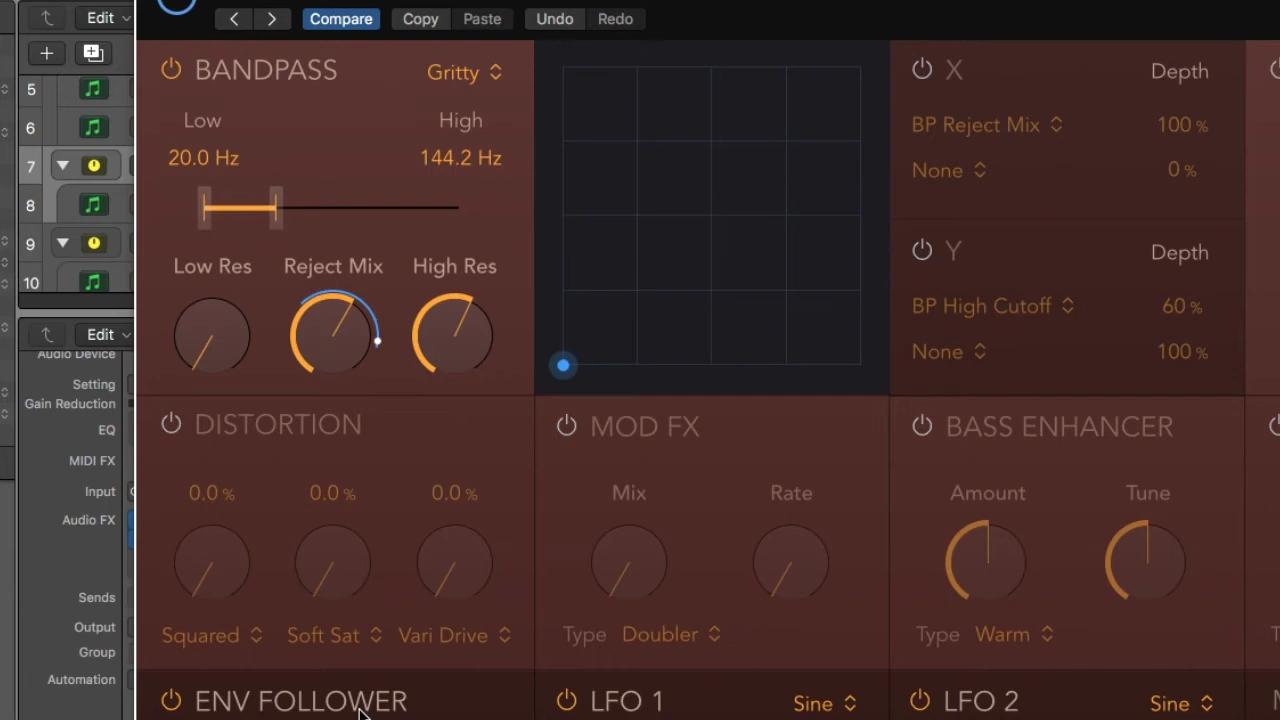 Edit
Compare Copy Paste Undo Redo
5
6
7
8
9
10
Edit
Audio Device
Setting
Gain Reduction
EQ
MIDI FX
Input
Audio FX
Sends
Output
Group
Automation
BANDPASS Gritty
Low High
20.0 Hz 144.2 Hz
Low Res Reject Mix High Res
X Depth
BP Reject Mix 100 %
None 0 %
Y Depth
BP High Cutoff 60 %
None 100 %
DISTORTION
0.0 % 0.0 % 0.0 %
Squared Soft Sat Vari Drive
MOD FX
Mix Rate
Type Doubler
BASS ENHANCER
Amount Tune
Type Warm
ENV FOLLOWER
LFO 1 Sine
LFO 2 Sine